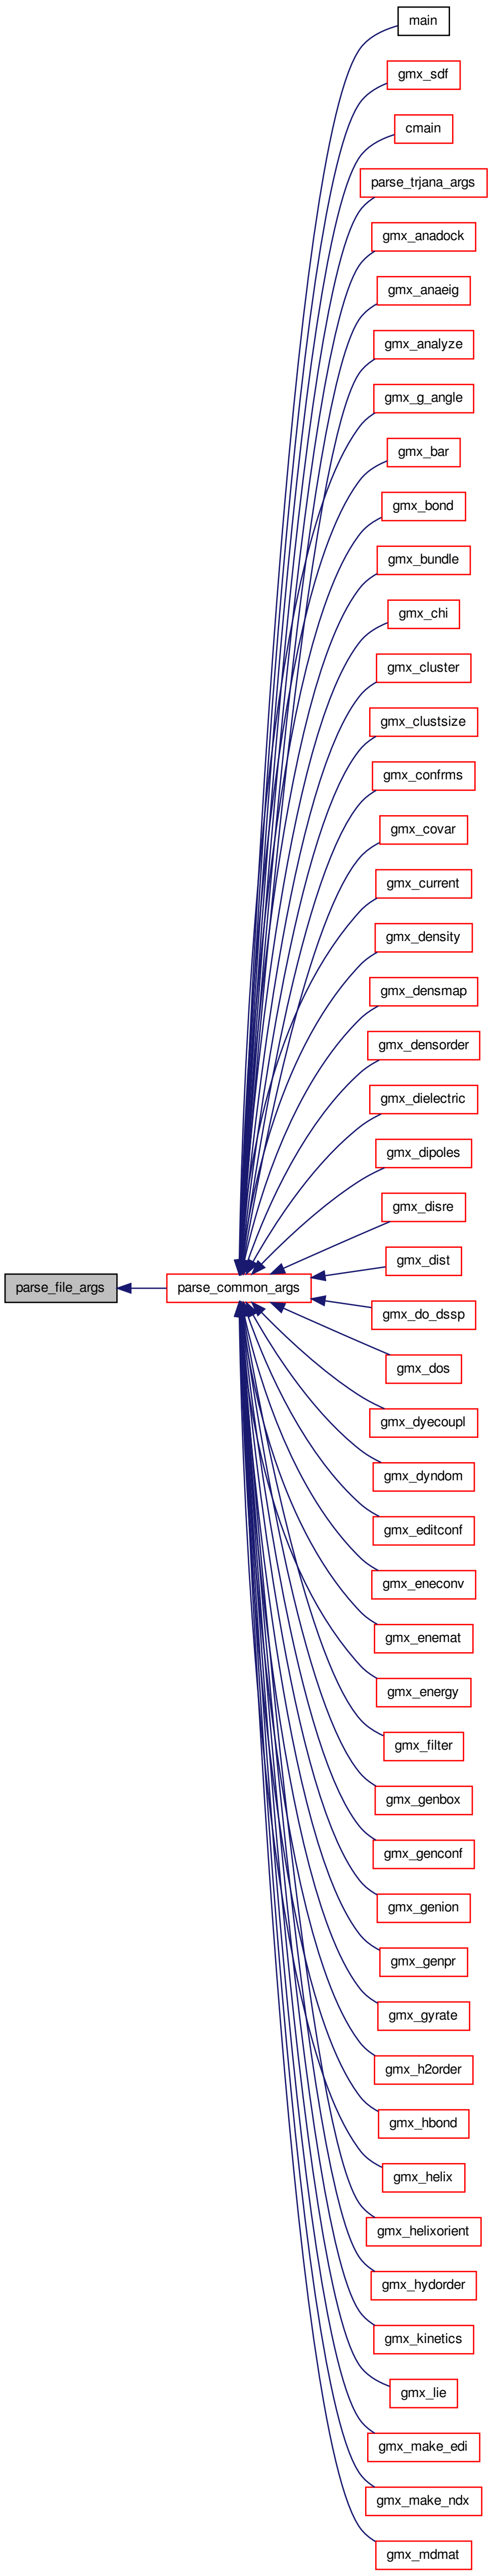 main
gmx_sdf
cmain
parse_trjana_args
gmx_anadock
gmx_anaeig
gmx_analyze
gmx_g_angle
gmx_bar
gmx_bond
gmx_bundle
gmx_chi
gmx_cluster
gmx_clustsize
gmx_confrms
gmx_covar
gmx_current
gmx_density
gmx_densmap
gmx_densorder
gmx_dielectric
gmx_dipoles
gmx_disre
gmx_dist
parse_file_args
parse_common_args
gmx_do_dssp
gmx_dos
gmx_dyecoupl
gmx_dyndom
gmx_editconf
gmx_eneconv
gmx_enemat
gmx_energy
gmx_filter
gmx_genbox
gmx_genconf
gmx_genion
gmx_genpr
gmx_gyrate
gmx_h2order
gmx_hbond
gmx_helix
gmx_helixorient
gmx_hydorder
gmx_kinetics
gmx_lie
gmx_make_edi
gmx_make_ndx
gmx_mdmat